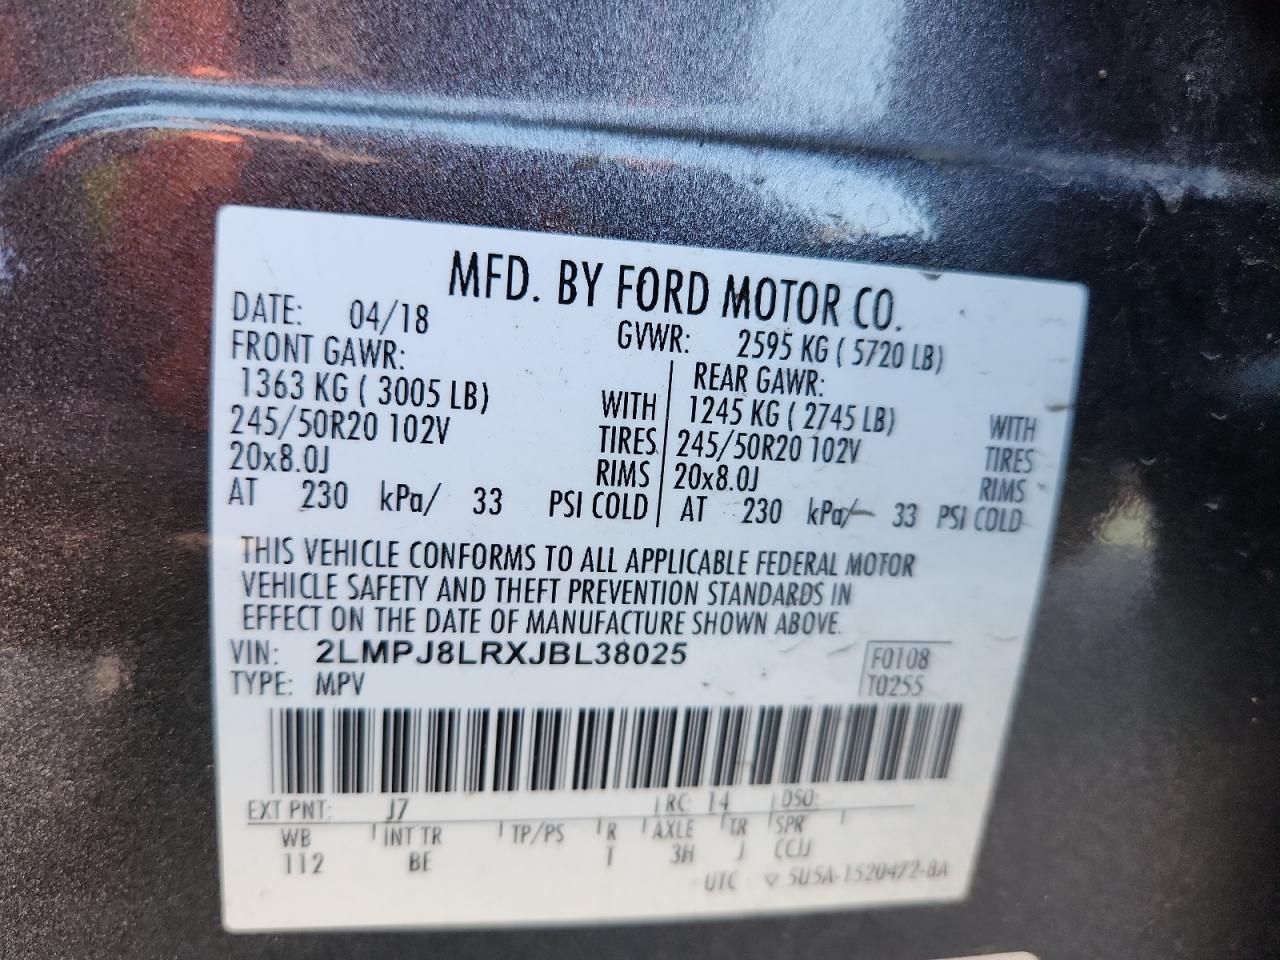 MFD. BY FORD MOTOR CO.
DATE: 04/18 GVWR: 2595 KG ( 5720 LB)
FRONT GAWR: REAR GAWR:
1363 KG ( 3005 LB) WITH 1245 KG ( 2745 LB) WITH
245/50R20 102V TIRES 245/50R20 102V TIRES
20x8.0J RIMS 20x8.0J RIMS
AT 230 kPa/ 33 PSI COLD AT 230 kPa/ 33 PSI COLD
THIS VEHICLE CONFORMS TO ALL APPLICABLE FEDERAL MOTOR
VEHICLE SAFETY AND THEFT PREVENTION STANDARDS IN
EFFECT ON THE DATE OF MANUFACTURE SHOWN ABOVE.
VIN: 2LMPJ8LRXJBL38025 F0108
TYPE: MPV T0255
EXT PNT: J7 RC: 14 DSO:
WB INT TR TP/PS R AXLE TR SPR
112 BE T 3H J CCJJ
UTC ▽ 5U5A-1520472-BA